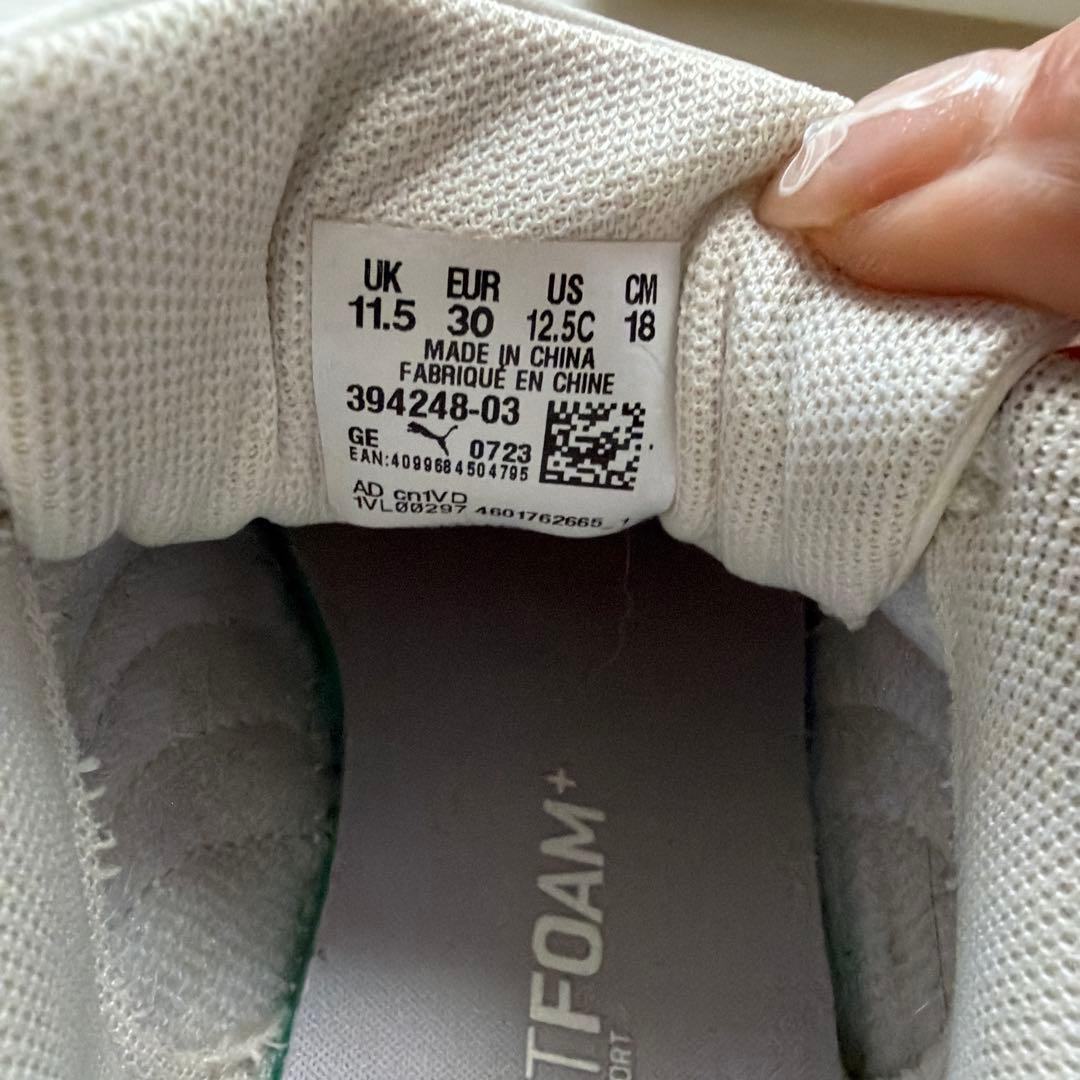 UK EUR US CM
11.5 30 12.5C 18
MADE IN CHINA
FABRIQUÉ EN CHINE
394248-03
GE 0723
EAN:4099684504795
AD cn1VD
1VL00297 4601762665_1
TFOAM+
ORT